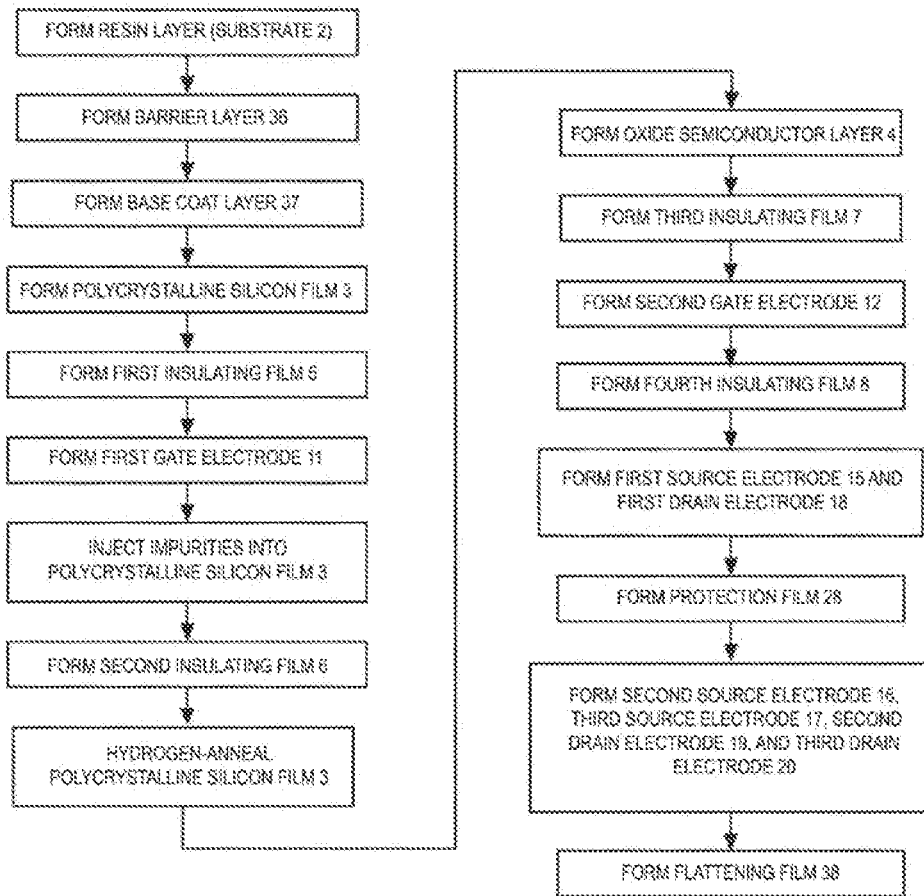 FORM RESIN LAYER (SUBSTRATE 2)
FORM BARRIER LAYER 36
FORM BASE COAT LAYER 37
FORM POLYCRYSTALLINE SILICON FILM 3
FORM FIRST INSULATING FILM 5
FORM FIRST GATE ELECTRODE 11
INJECT IMPURITIES INTO
POLYCRYSTALLINE SILICON FILM 3
FORM SECOND INSULATING FILM 6
HYDROGEN-ANNEAL
POLYCRYSTALLINE SILICON FILM 3
FORM OXIDE SEMICONDUCTOR LAYER 4
FORM THIRD INSULATING FILM 7
FORM SECOND GATE ELECTRODE 12
FORM FOURTH INSULATING FILM 8
FORM FIRST SOURCE ELECTRODE 15 AND
FIRST DRAIN ELECTRODE 18
FORM PROTECTION FILM 28
FORM SECOND SOURCE ELECTRODE 16,
THIRD SOURCE ELECTRODE 17, SECOND
DRAIN ELECTRODE 19, AND THIRD DRAIN
ELECTRODE 20
FORM FLATTENING FILM 38